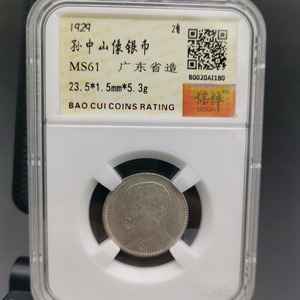 1929 2角
孙中山像银币
MS61 广东省造
B0020AI180
23.5*1.5mm*5.3g
保粹
BAO CUI COINS RATING